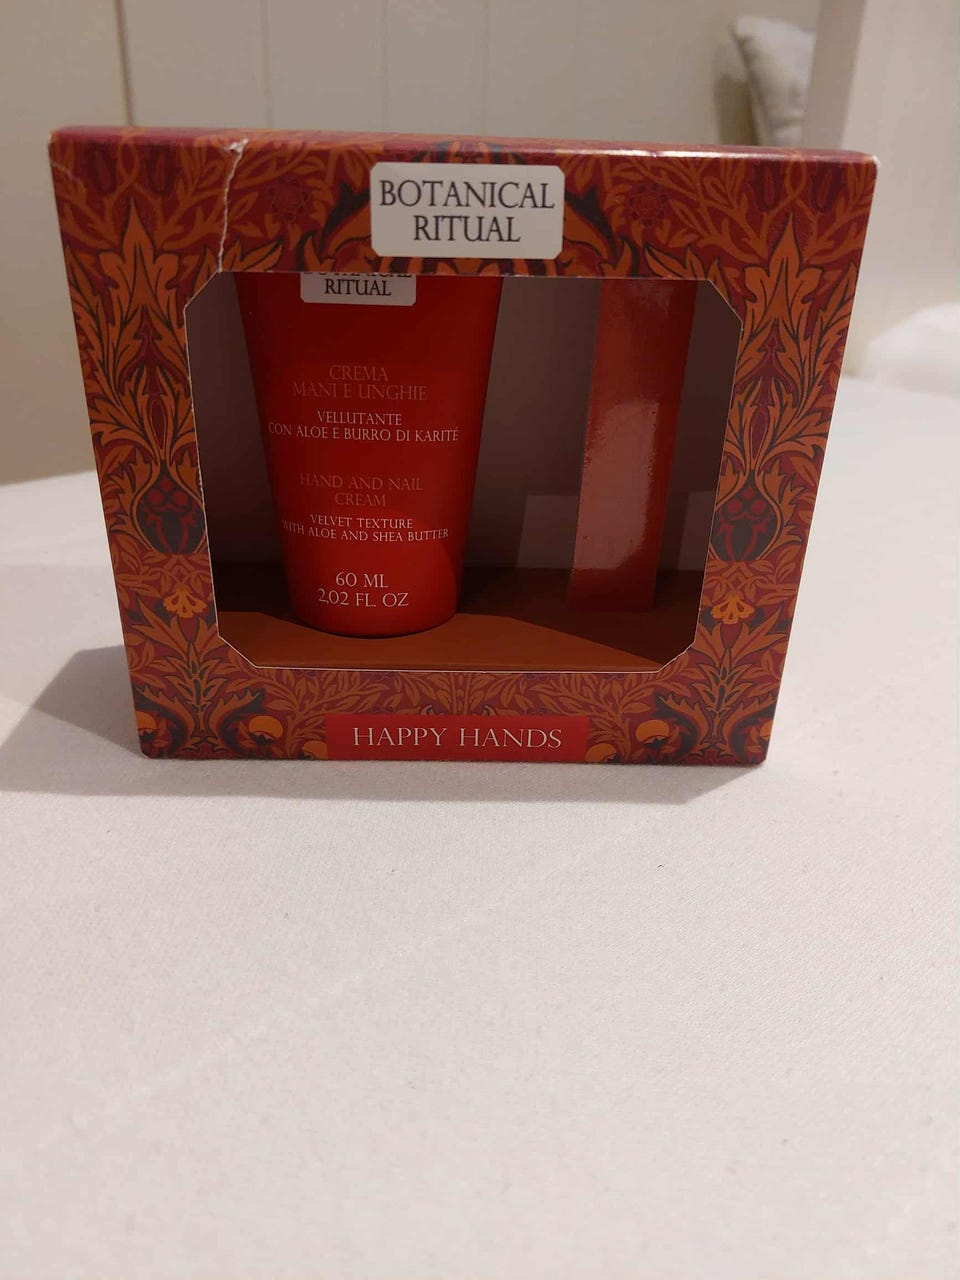 BOTANICAL
RITUAL
BOTANICAL
RITUAL
CREMA
MANI E UNGHIE
VELLUTANTE
CON ALOE E BURRO DI KARITÉ
HAND AND NAIL
CREAM
VELVET TEXTURE
WITH ALOE AND SHEA BUTTER
60 ML
2,02 FL. OZ
HAPPY HANDS